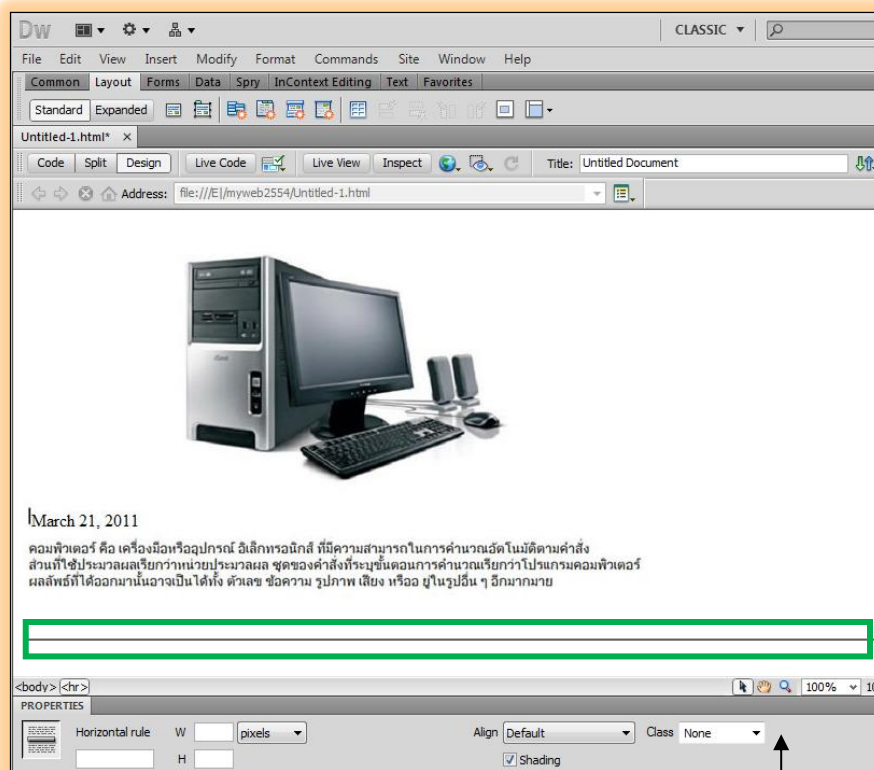 Dw CLASSIC
File Edit View Insert Modify Format Commands Site Window Help
Common Layout Forms Data Spry InContext Editing Text Favorites
Standard Expanded
Untitled-1.html* ×
Code Split Design Live Code Live View Inspect Title: Untitled Document
Address: file:///E|/myweb2554/Untitled-1.html
March 21, 2011
คอมพิวเตอร์ คือ เครื่องมือหรืออุปกรณ์ อิเล็กทรอนิกส์ ที่มีความสามารถในการคำนวณอัตโนมัติตามคำสั่ง
ส่วนที่ใช้ประมวลผลเรียกว่าหน่วยประมวลผล ชุดของคำสั่งที่ระบุขั้นตอนการคำนวณเรียกว่าโปรแกรมคอมพิวเตอร์
ผลลัพธ์ที่ได้ออกมานั้นอาจเป็นได้ทั้ง ตัวเลข ข้อความ รูปภาพ เสียง หรืออ ยู่ในรูปอื่น ๆ อีกมากมาย
<body> <hr> 100%
PROPERTIES
Horizontal rule W pixels Align Default Class None
H Shading